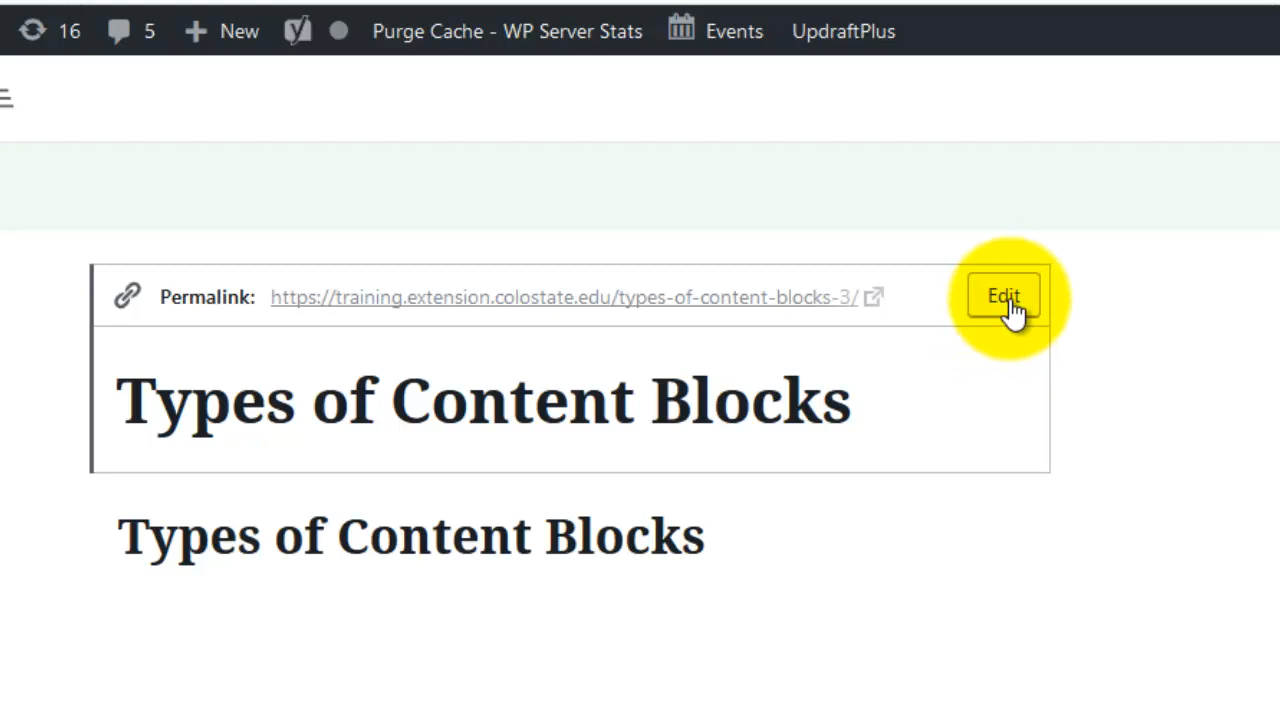 16 5 New Purge Cache - WP Server Stats Events UpdraftPlus
Permalink: https://training.extension.colostate.edu/types-of-content-blocks-3/ Edit
Types of Content Blocks
Types of Content Blocks